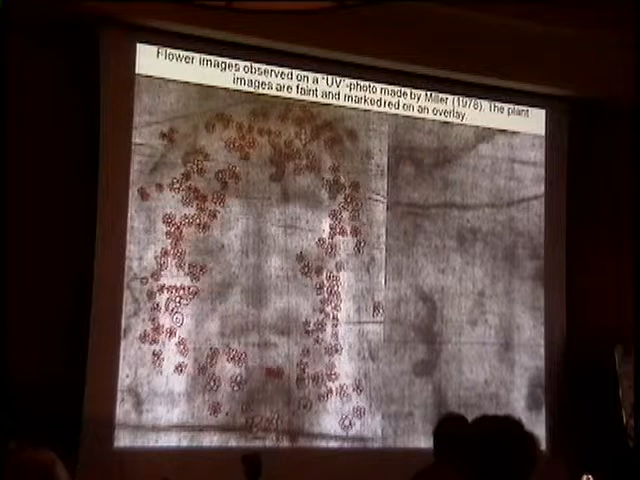 Flower images observed on a "UV"-photo made by Miller (1978). The plant
images are faint and marked red on an overlay.